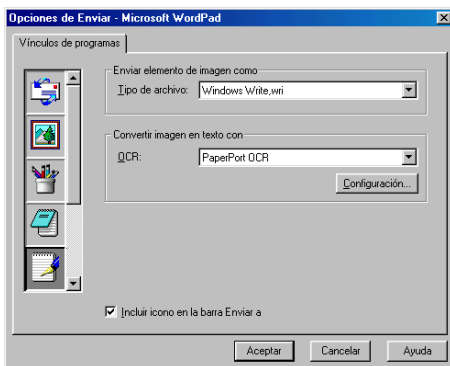 Opciones de Enviar - Microsoft WordPad
Vínculos de programas
Enviar elemento de imagen como
Tipo de archivo: Windows Write,wri
Convertir imagen en texto con
OCR: PaperPort OCR
Configuración...
Incluir icono en la barra Enviar a
Aceptar Cancelar Ayuda